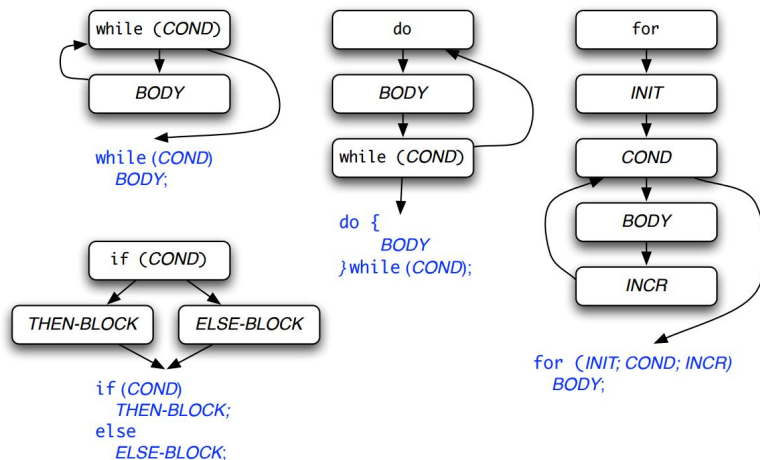 while (COND)
BODY
while (COND)
BODY;
do
BODY
while (COND)
do {
BODY
}while (COND);
for
INIT
COND
BODY
INCR
for (INIT; COND; INCR)
BODY;
if (COND)
THEN-BLOCK
ELSE-BLOCK
if (COND)
THEN-BLOCK;
else
ELSE-BLOCK;